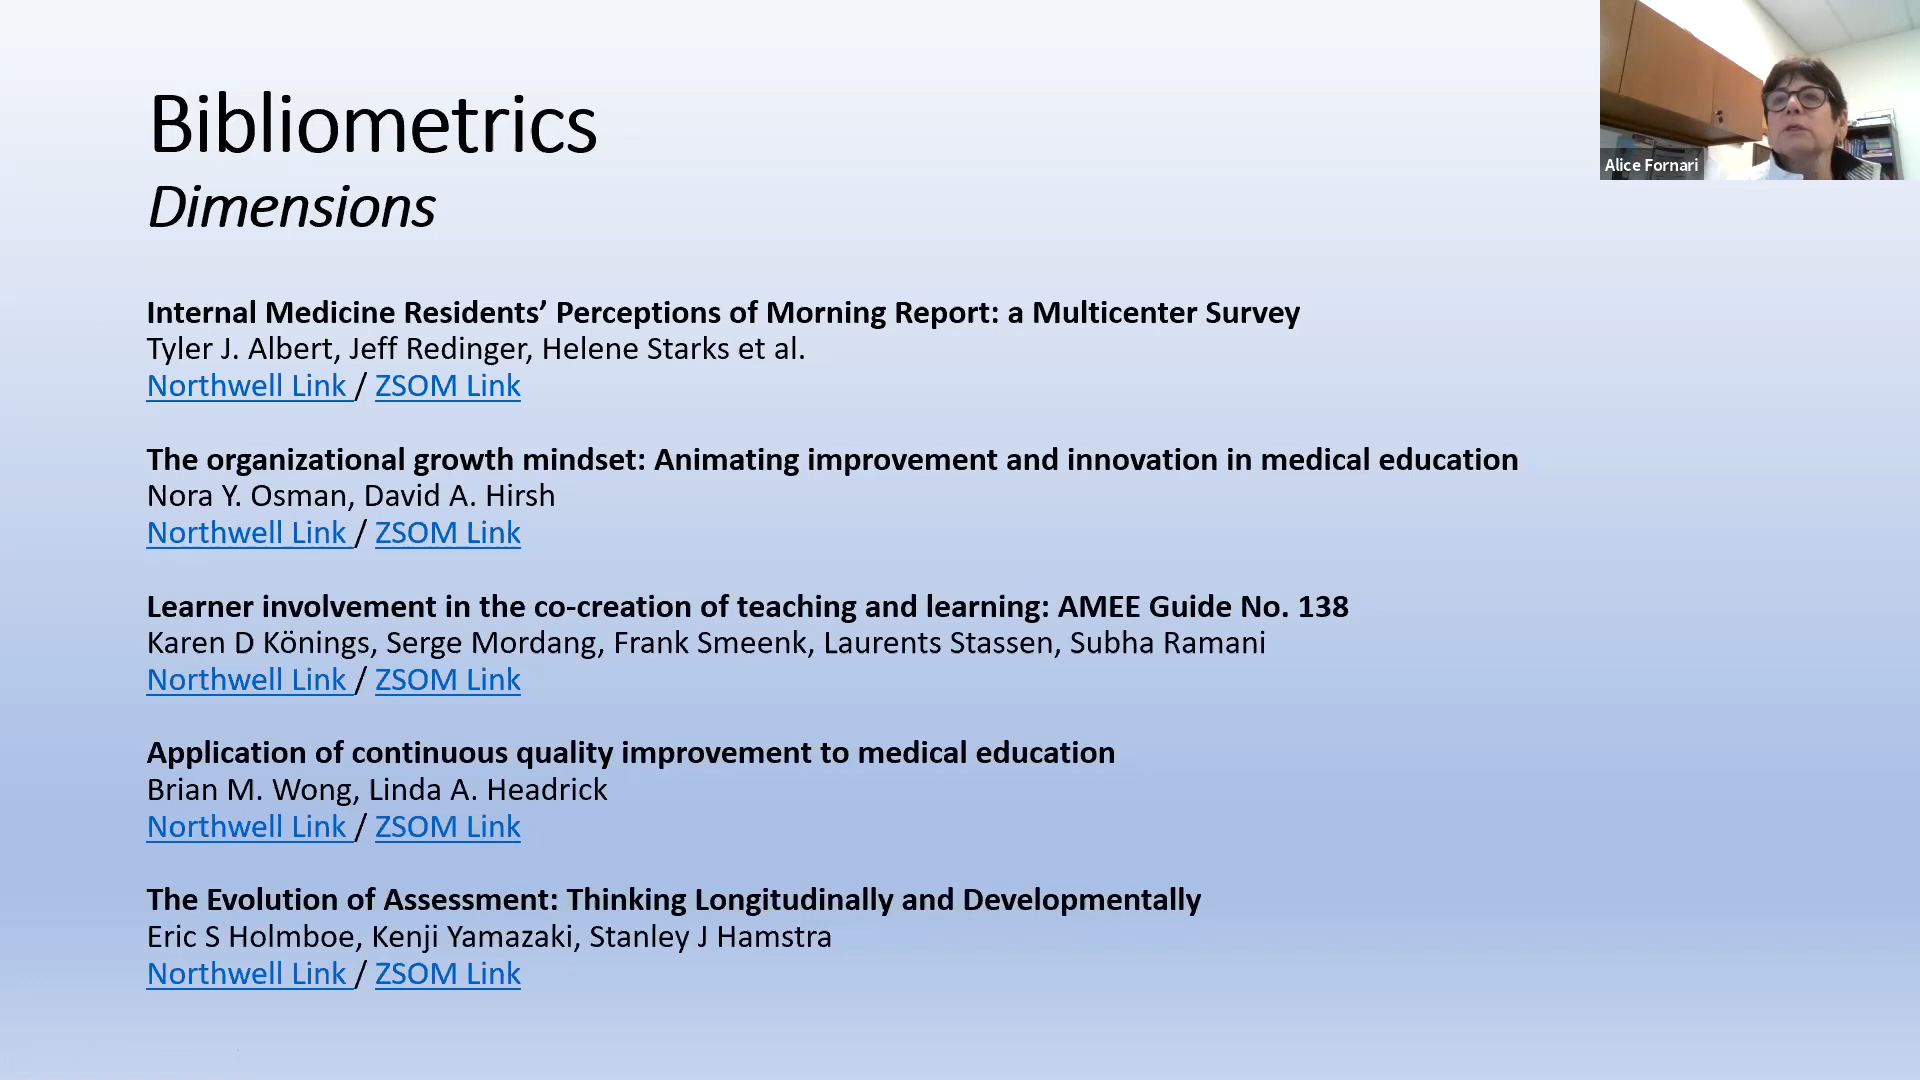 Bibliometrics
Dimensions
Alice Fornari
Internal Medicine Residents’ Perceptions of Morning Report: a Multicenter Survey
Tyler J. Albert, Jeff Redinger, Helene Starks et al.
Northwell Link / ZSOM Link
The organizational growth mindset: Animating improvement and innovation in medical education
Nora Y. Osman, David A. Hirsh
Northwell Link / ZSOM Link
Learner involvement in the co-creation of teaching and learning: AMEE Guide No. 138
Karen D Könings, Serge Mordang, Frank Smeenk, Laurents Stassen, Subha Ramani
Northwell Link / ZSOM Link
Application of continuous quality improvement to medical education
Brian M. Wong, Linda A. Headrick
Northwell Link / ZSOM Link
The Evolution of Assessment: Thinking Longitudinally and Developmentally
Eric S Holmboe, Kenji Yamazaki, Stanley J Hamstra
Northwell Link / ZSOM Link